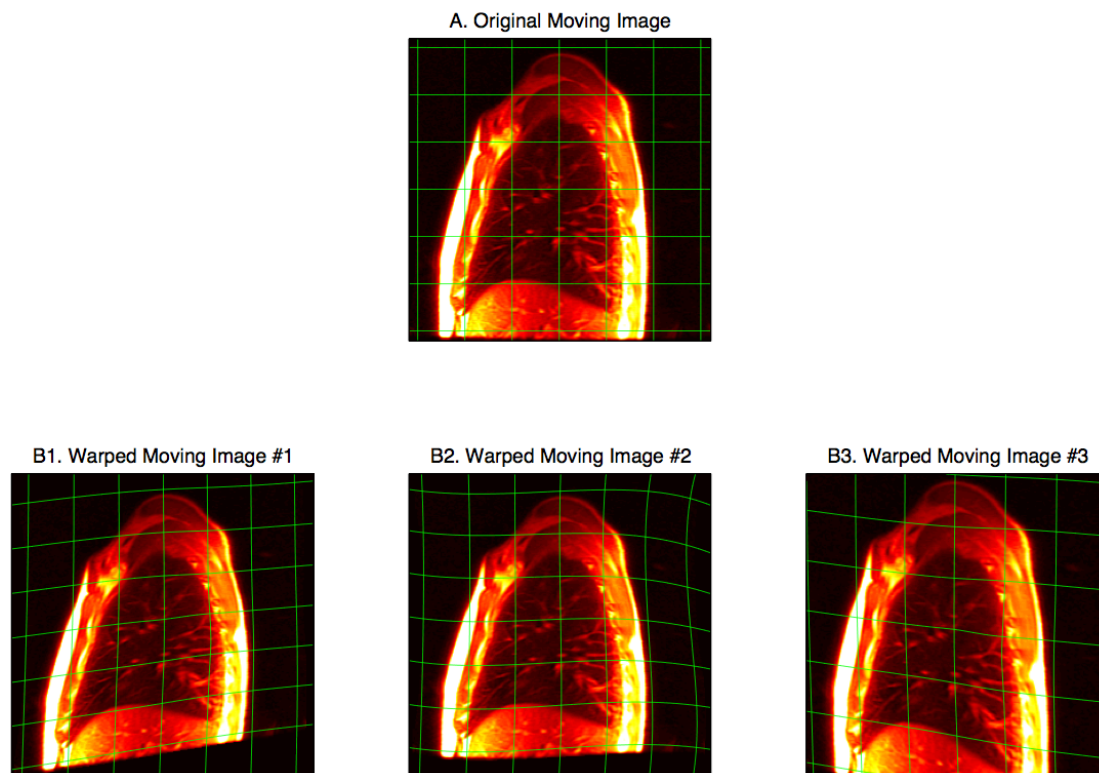 A. Original Moving Image
B1. Warped Moving Image #1
B2. Warped Moving Image #2
B3. Warped Moving Image #3